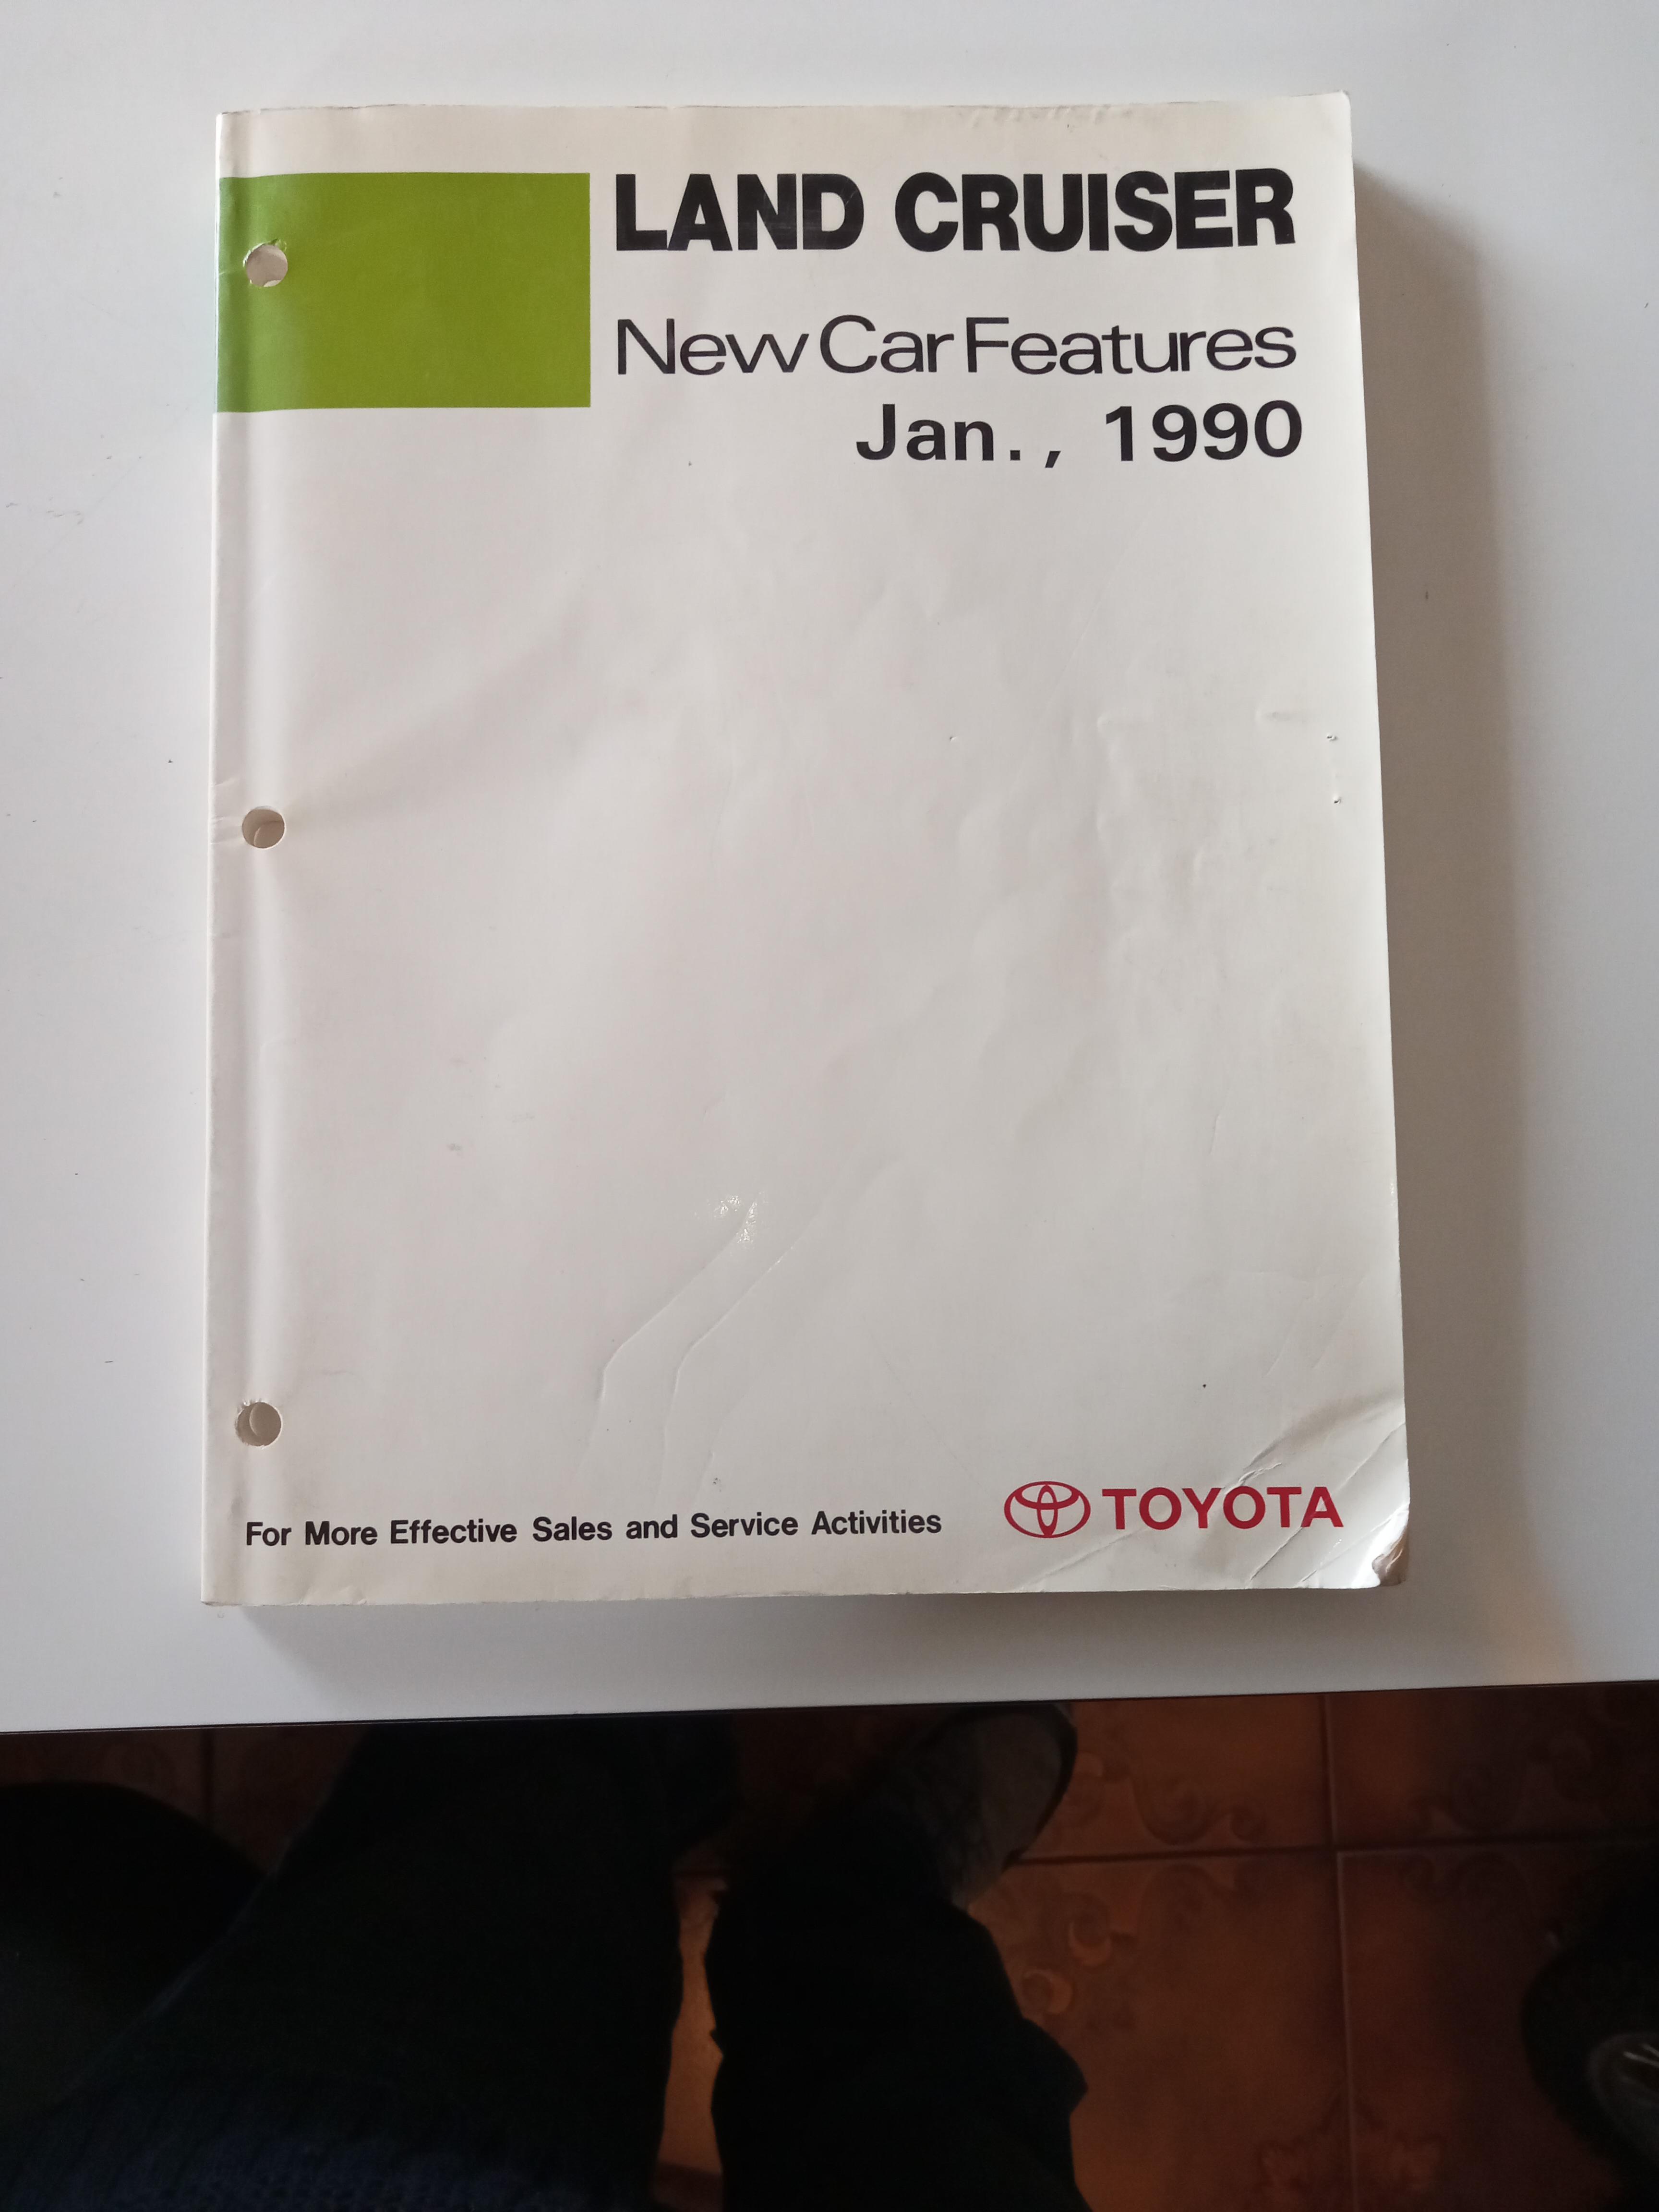 LAND CRUISER
New Car Features
Jan., 1990
For More Effective Sales and Service Activities
TOYOTA